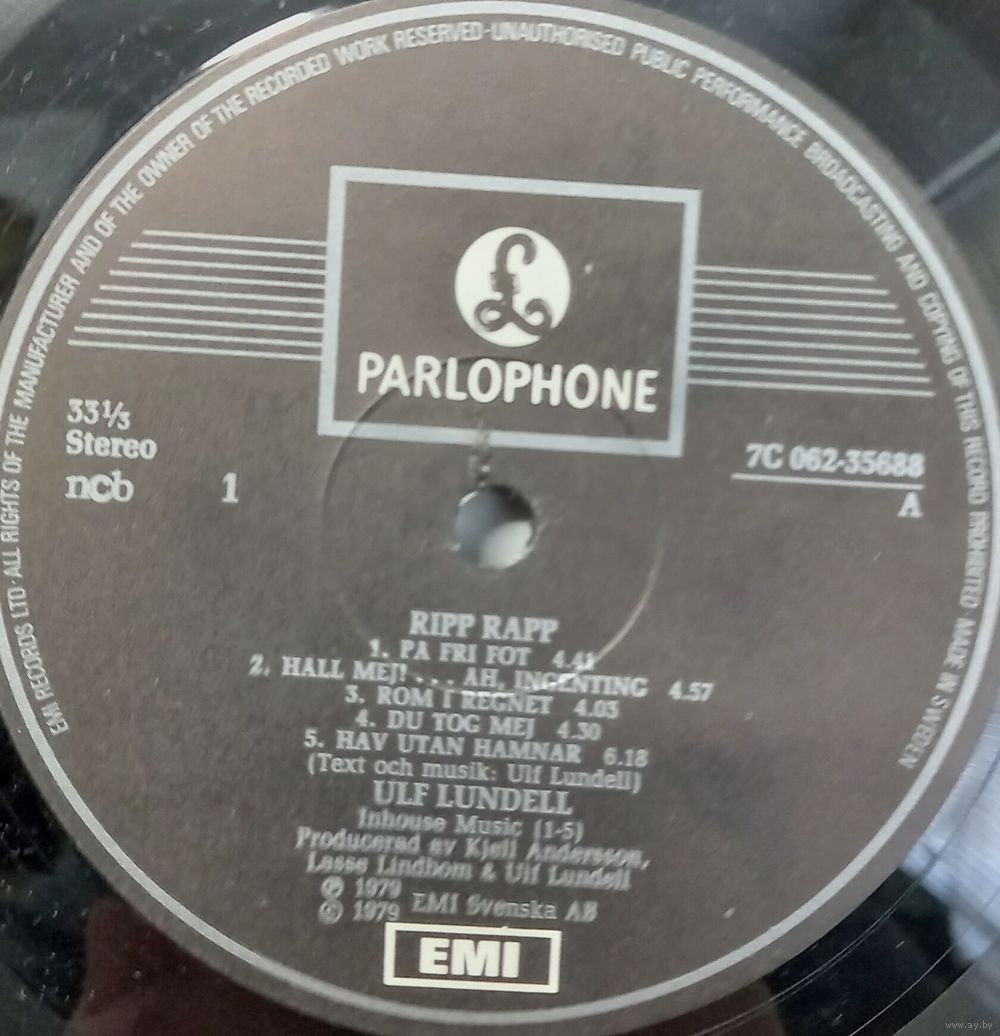 EMI RECORDS LTD · ALL RIGHTS OF THE MANUFACTURER AND OF THE OWNER OF THE RECORDED WORK RESERVED · UNAUTHORISED PUBLIC PERFORMANCE BROADCASTING AND COPYING OF THIS RECORD PROHIBITED MADE IN SWEDEN
£
PARLOPHONE
33⅓
Stereo
ncb 1
7C 062-35688
A
RIPP RAPP
1. PA FRI FOT 4.41
2. HALL MEJ! . . . AH, INGENTING 4.57
3. ROM I REGNET 4.03
4. DU TOG MEJ 4.30
5. HAV UTAN HAMNAR 6.18
(Text och musik: Ulf Lundell)
ULF LUNDELL
Inhouse Music (1-5)
Producerad av Kjell Andersson,
Lasse Lindbom & Ulf Lundell
℗ 1979
© 1979 EMI Svenska AB
EMI
www.ay.by